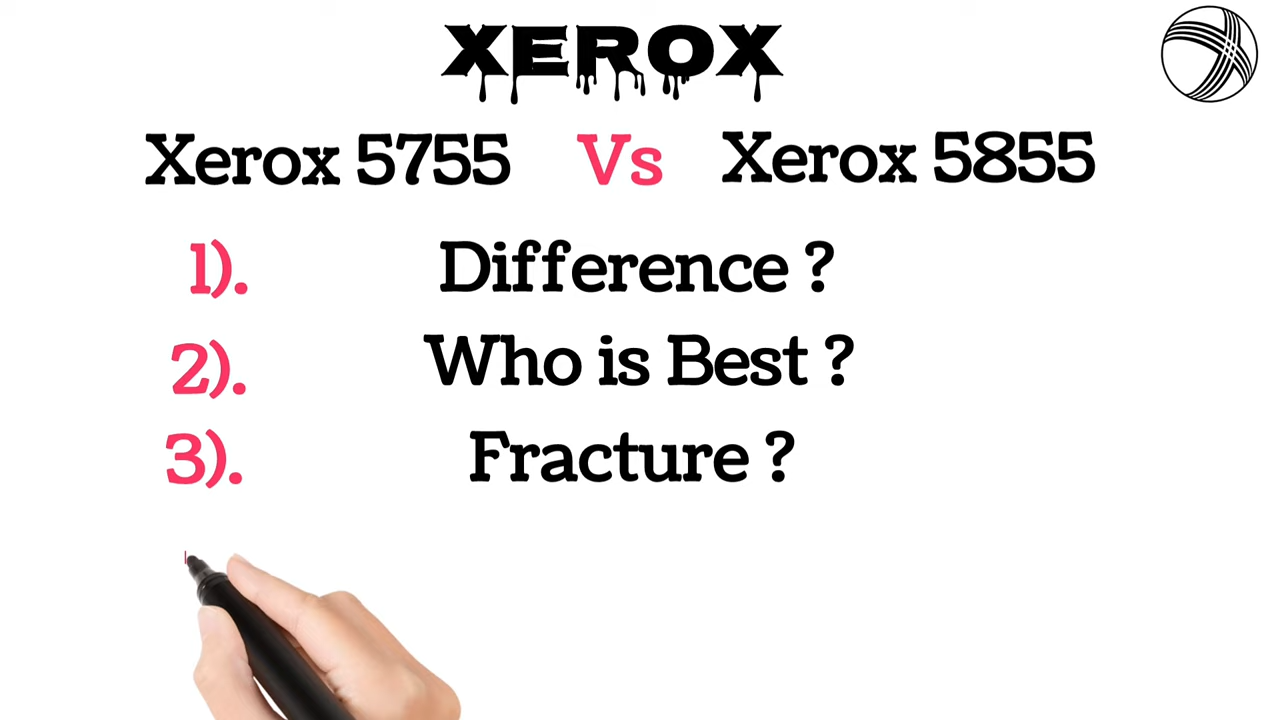 XEROX
Xerox 5755 Vs Xerox 5855
1). Difference ?
2). Who is Best ?
3). Fracture ?